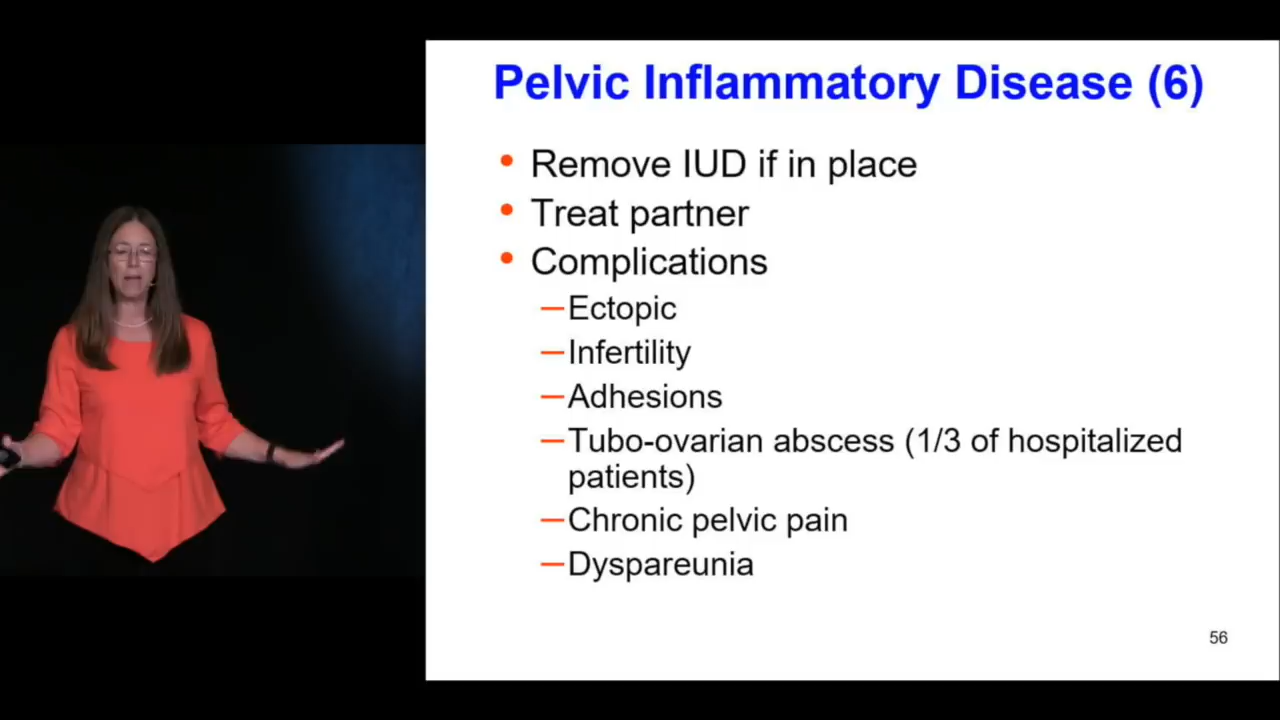 Pelvic Inflammatory Disease (6)
• Remove IUD if in place
• Treat partner
• Complications
–Ectopic
–Infertility
–Adhesions
–Tubo-ovarian abscess (1/3 of hospitalized
patients)
–Chronic pelvic pain
–Dyspareunia
56